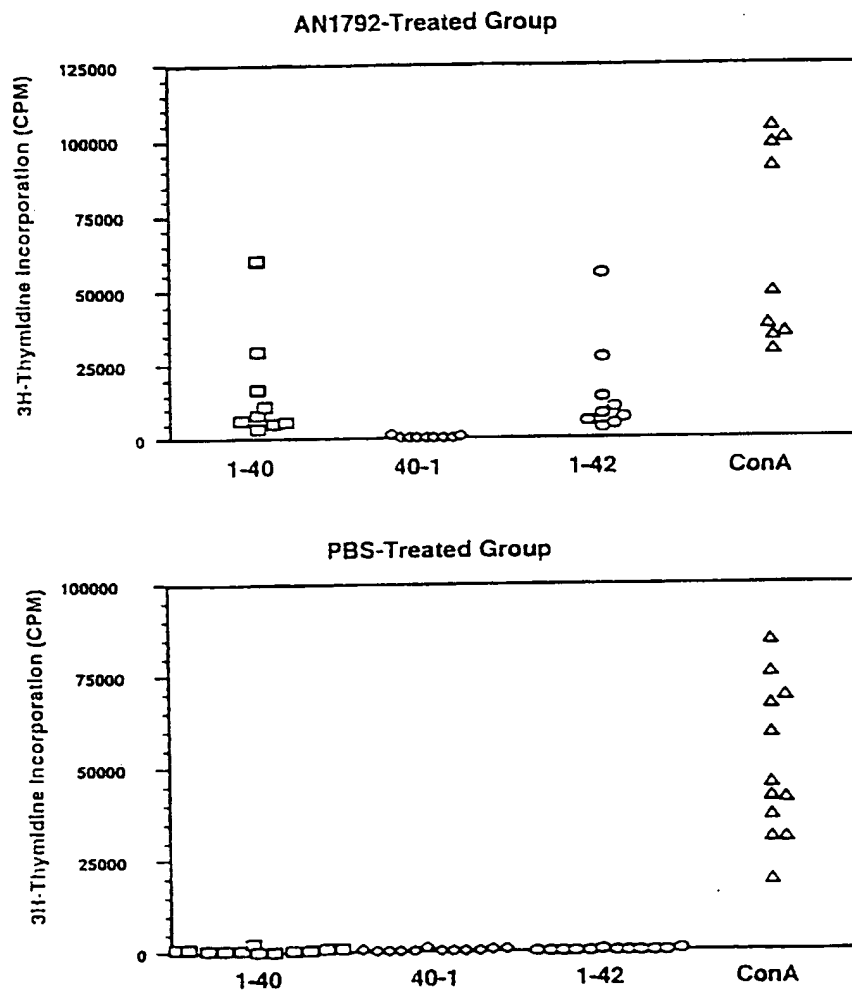 AN1792-Treated Group
3H-Thymidine Incorporation (CPM)
125000
100000
75000
50000
25000
0
1-40
40-1
1-42
ConA
PBS-Treated Group
3H-Thymidine Incorporation (CPM)
100000
75000
50000
25000
0
1-40
40-1
1-42
ConA